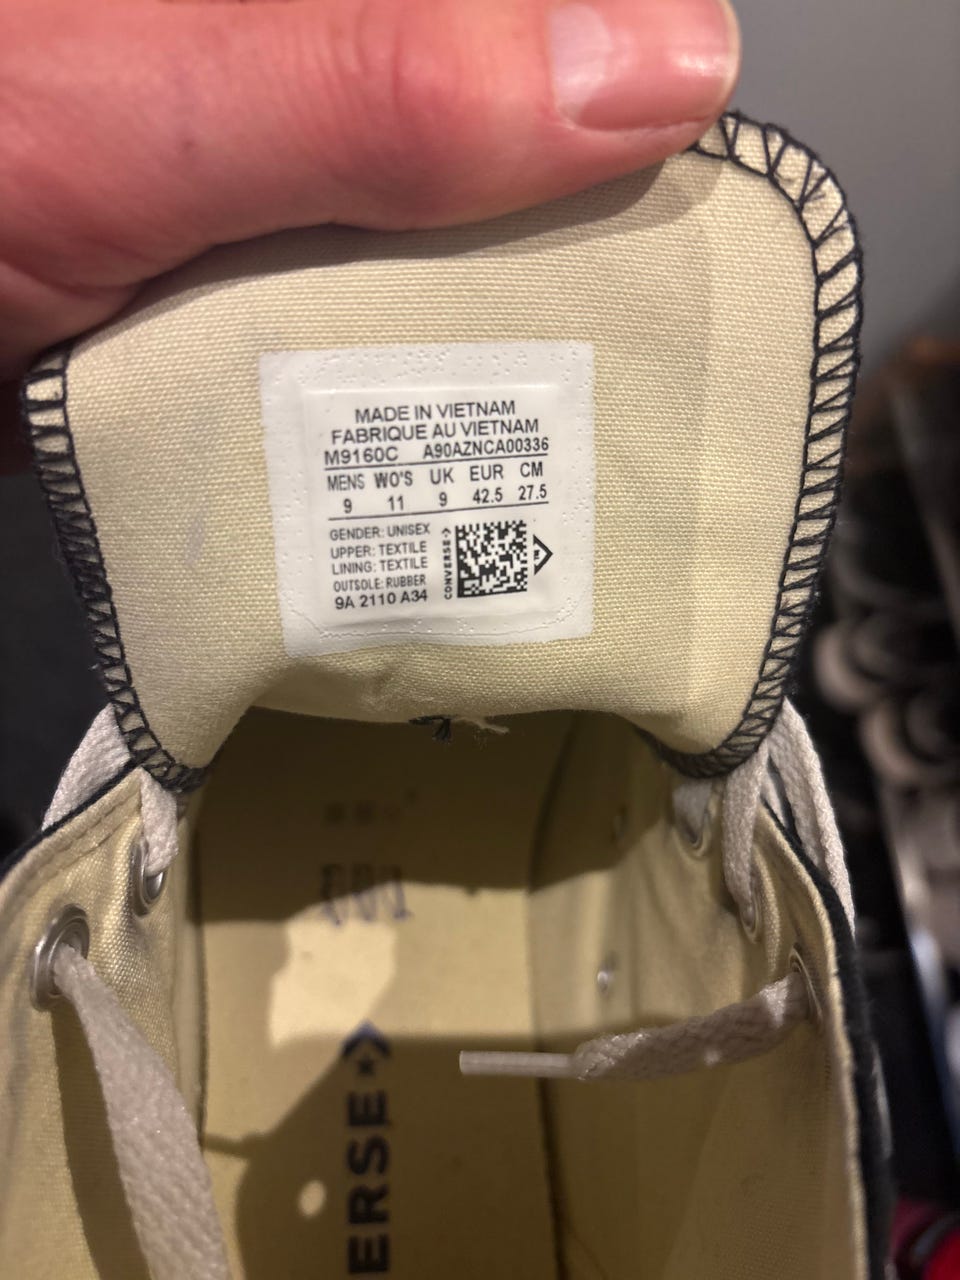 MADE IN VIETNAM
FABRIQUE AU VIETNAM
M9160C A90AZNCA00336
MENS WO'S UK EUR CM
9 11 9 42.5 27.5
GENDER: UNISEX
UPPER: TEXTILE
LINING: TEXTILE
OUTSOLE: RUBBER
9A 2110 A34
CONVERSE
ERSE